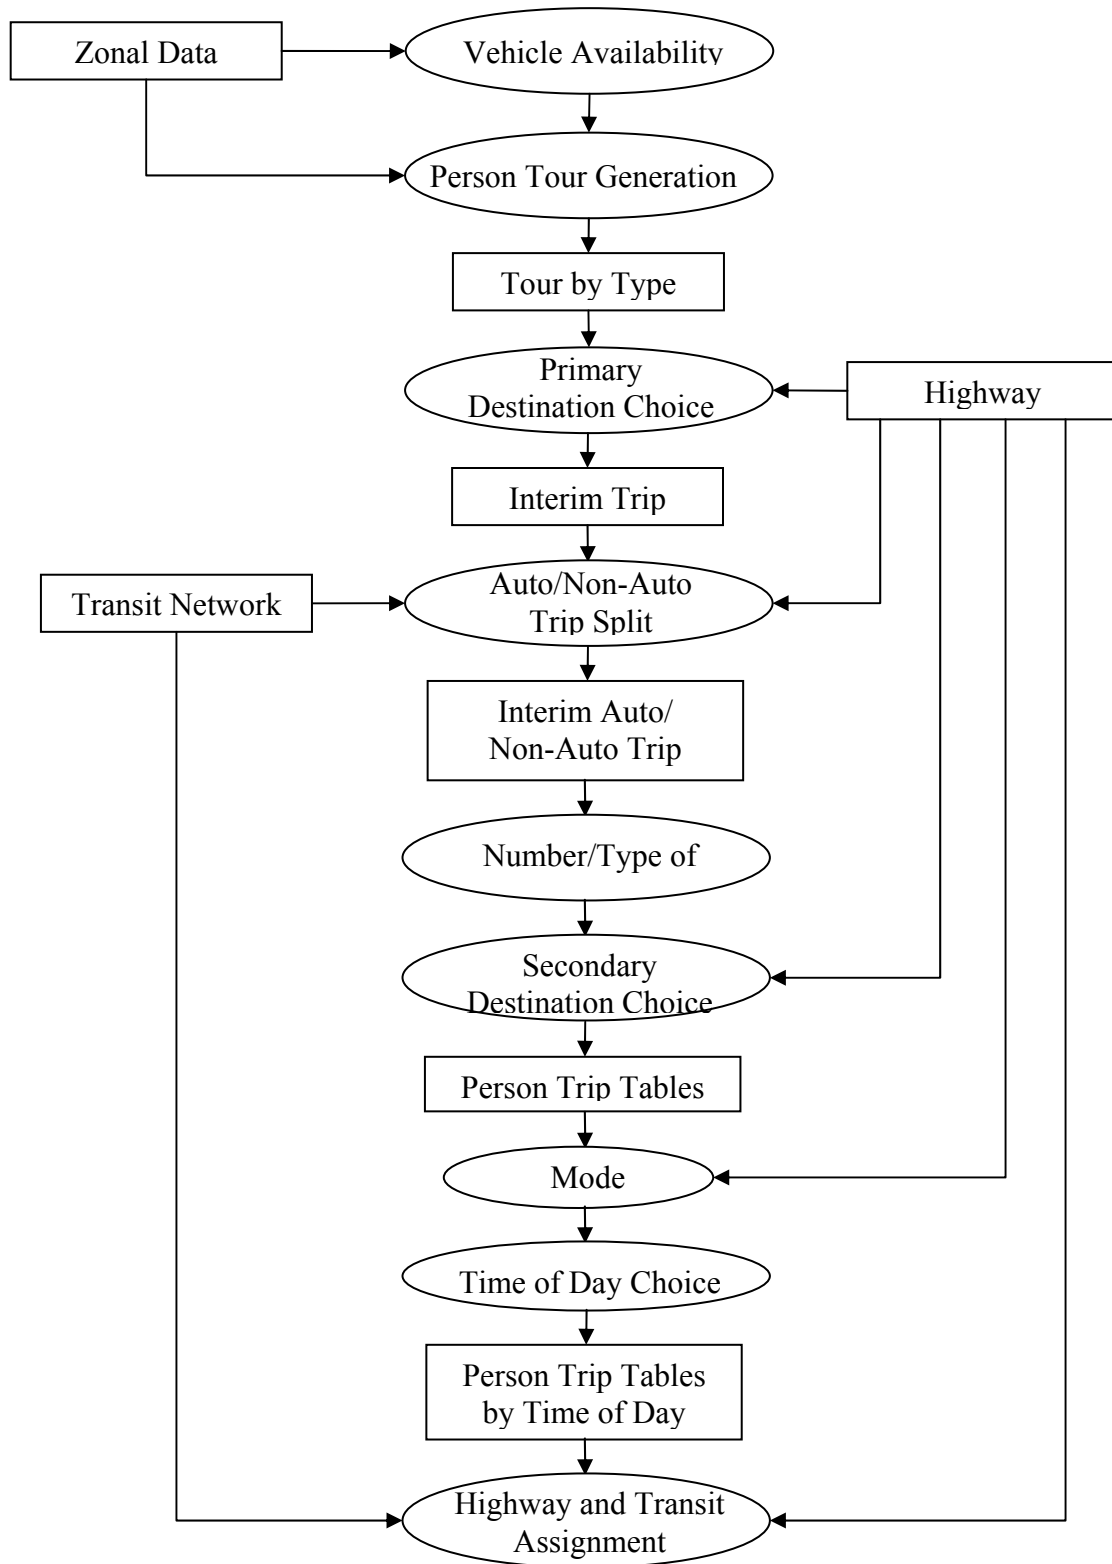 Zonal Data
Vehicle Availability
Person Tour Generation
Tour by Type
Primary
Destination Choice
Highway
Interim Trip
Auto/Non-Auto
Trip Split
Transit Network
Interim Auto/
Non-Auto Trip
Number/Type of
Secondary
Destination Choice
Person Trip Tables
Mode
Time of Day Choice
Person Trip Tables
by Time of Day
Highway and Transit
Assignment